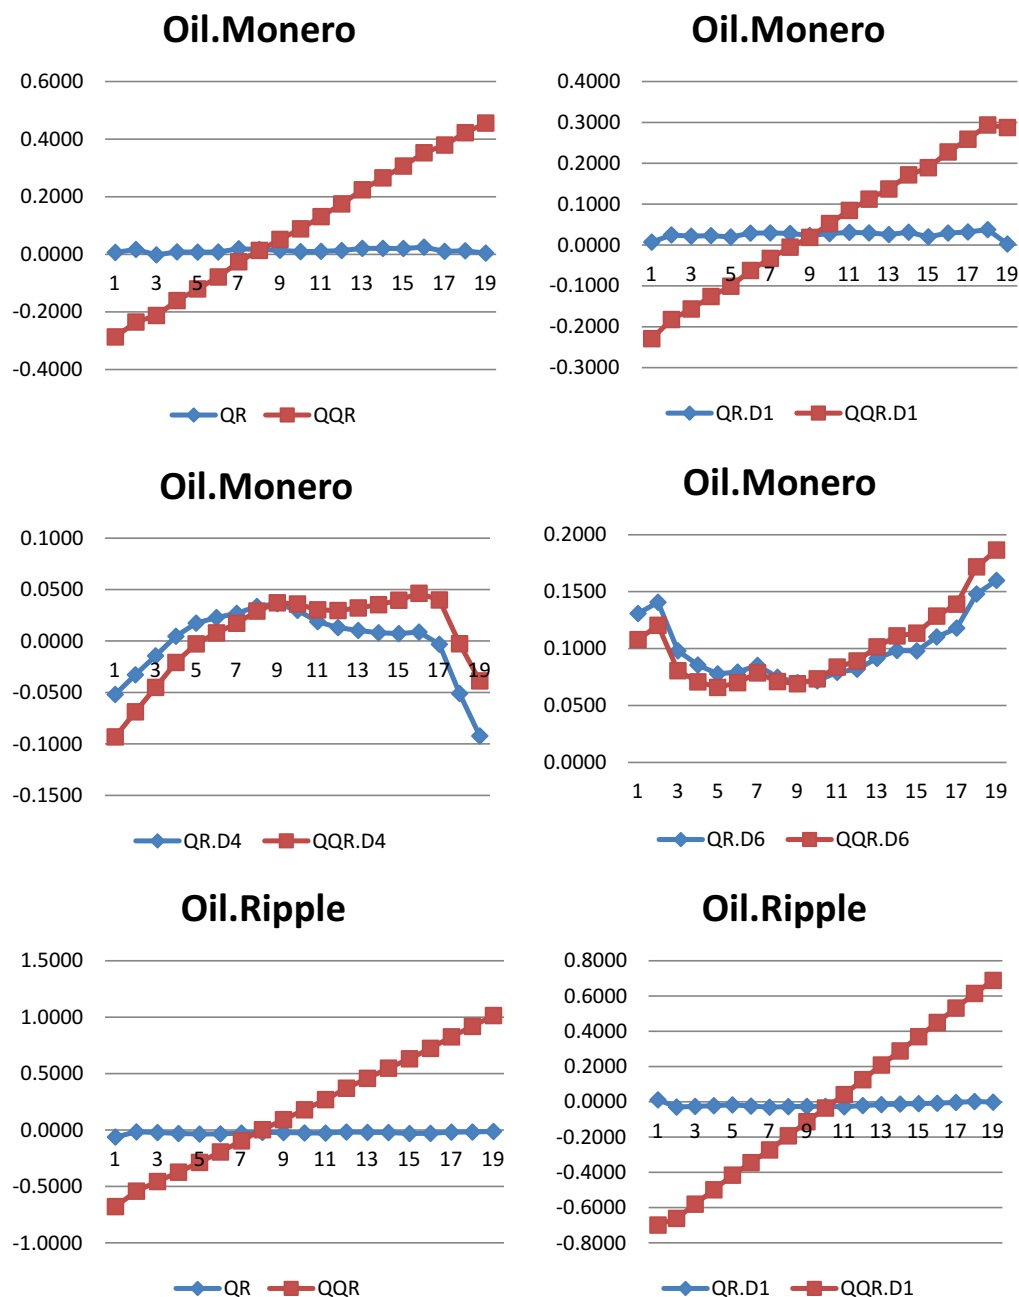 Oil.Monero
0.6000
0.4000
0.2000
0.0000
-0.2000
-0.4000
1 3 5 7 9 11 13 15 17 19
QR QQR
Oil.Monero
0.4000
0.3000
0.2000
0.1000
0.0000
-0.1000
-0.2000
-0.3000
1 3 5 7 9 11 13 15 17 19
QR.D1 QQR.D1
Oil.Monero
0.1000
0.0500
0.0000
-0.0500
-0.1000
-0.1500
1 3 5 7 9 11 13 15 17 19
QR.D4 QQR.D4
Oil.Monero
0.2000
0.1500
0.1000
0.0500
0.0000
1 3 5 7 9 11 13 15 17 19
QR.D6 QQR.D6
Oil.Ripple
1.5000
1.0000
0.5000
0.0000
-0.5000
-1.0000
1 3 5 7 9 11 13 15 17 19
QR QQR
Oil.Ripple
0.8000
0.6000
0.4000
0.2000
0.0000
-0.2000
-0.4000
-0.6000
-0.8000
1 3 5 7 9 11 13 15 17 19
QR.D1 QQR.D1